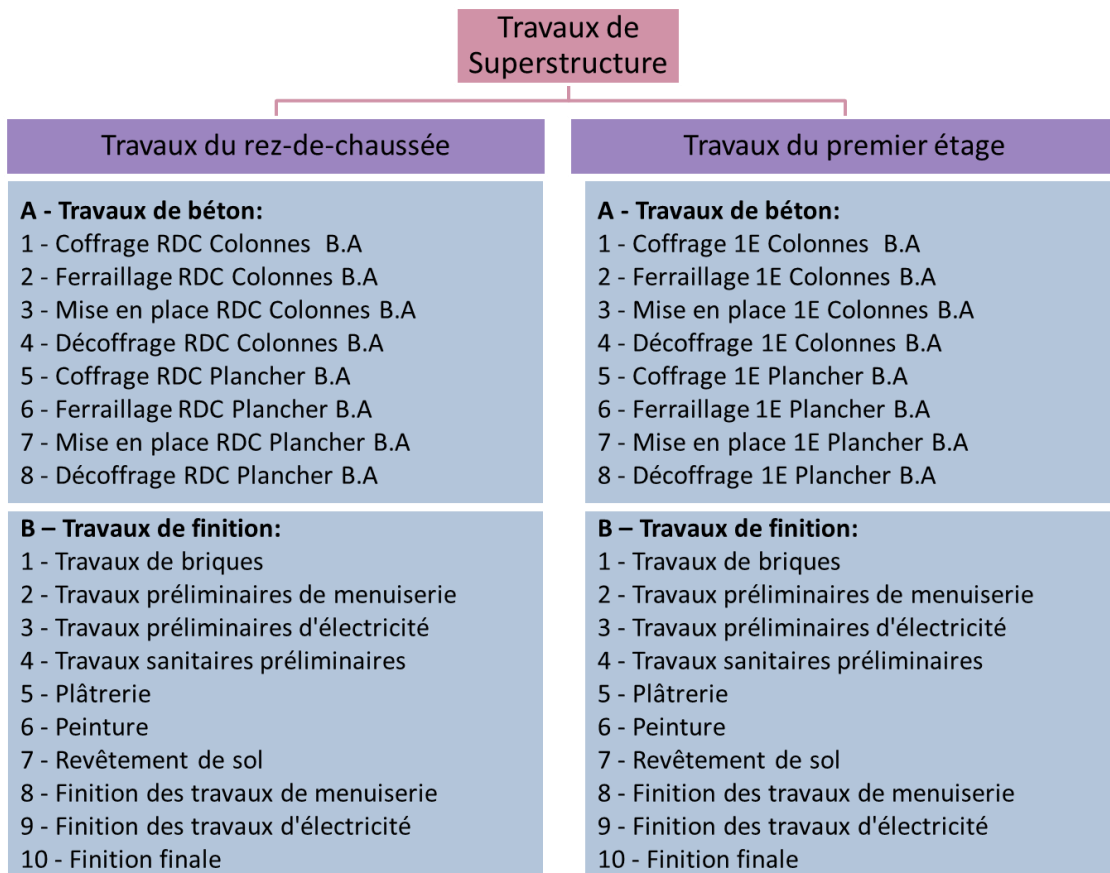 Travaux de
Superstructure
Travaux du rez-de-chaussée
A - Travaux de béton:
1 - Coffrage RDC Colonnes B.A
2 - Ferraillage RDC Colonnes B.A
3 - Mise en place RDC Colonnes B.A
4 - Décoffrage RDC Colonnes B.A
5 - Coffrage RDC Plancher B.A
6 - Ferraillage RDC Plancher B.A
7 - Mise en place RDC Plancher B.A
8 - Décoffrage RDC Plancher B.A
B – Travaux de finition:
1 - Travaux de briques
2 - Travaux préliminaires de menuiserie
3 - Travaux préliminaires d'électricité
4 - Travaux sanitaires préliminaires
5 - Plâtrerie
6 - Peinture
7 - Revêtement de sol
8 - Finition des travaux de menuiserie
9 - Finition des travaux d'électricité
10 - Finition finale
Travaux du premier étage
A - Travaux de béton:
1 - Coffrage 1E Colonnes B.A
2 - Ferraillage 1E Colonnes B.A
3 - Mise en place 1E Colonnes B.A
4 - Décoffrage 1E Colonnes B.A
5 - Coffrage 1E Plancher B.A
6 - Ferraillage 1E Plancher B.A
7 - Mise en place 1E Plancher B.A
8 - Décoffrage 1E Plancher B.A
B – Travaux de finition:
1 - Travaux de briques
2 - Travaux préliminaires de menuiserie
3 - Travaux préliminaires d'électricité
4 - Travaux sanitaires préliminaires
5 - Plâtrerie
6 - Peinture
7 - Revêtement de sol
8 - Finition des travaux de menuiserie
9 - Finition des travaux d'électricité
10 - Finition finale